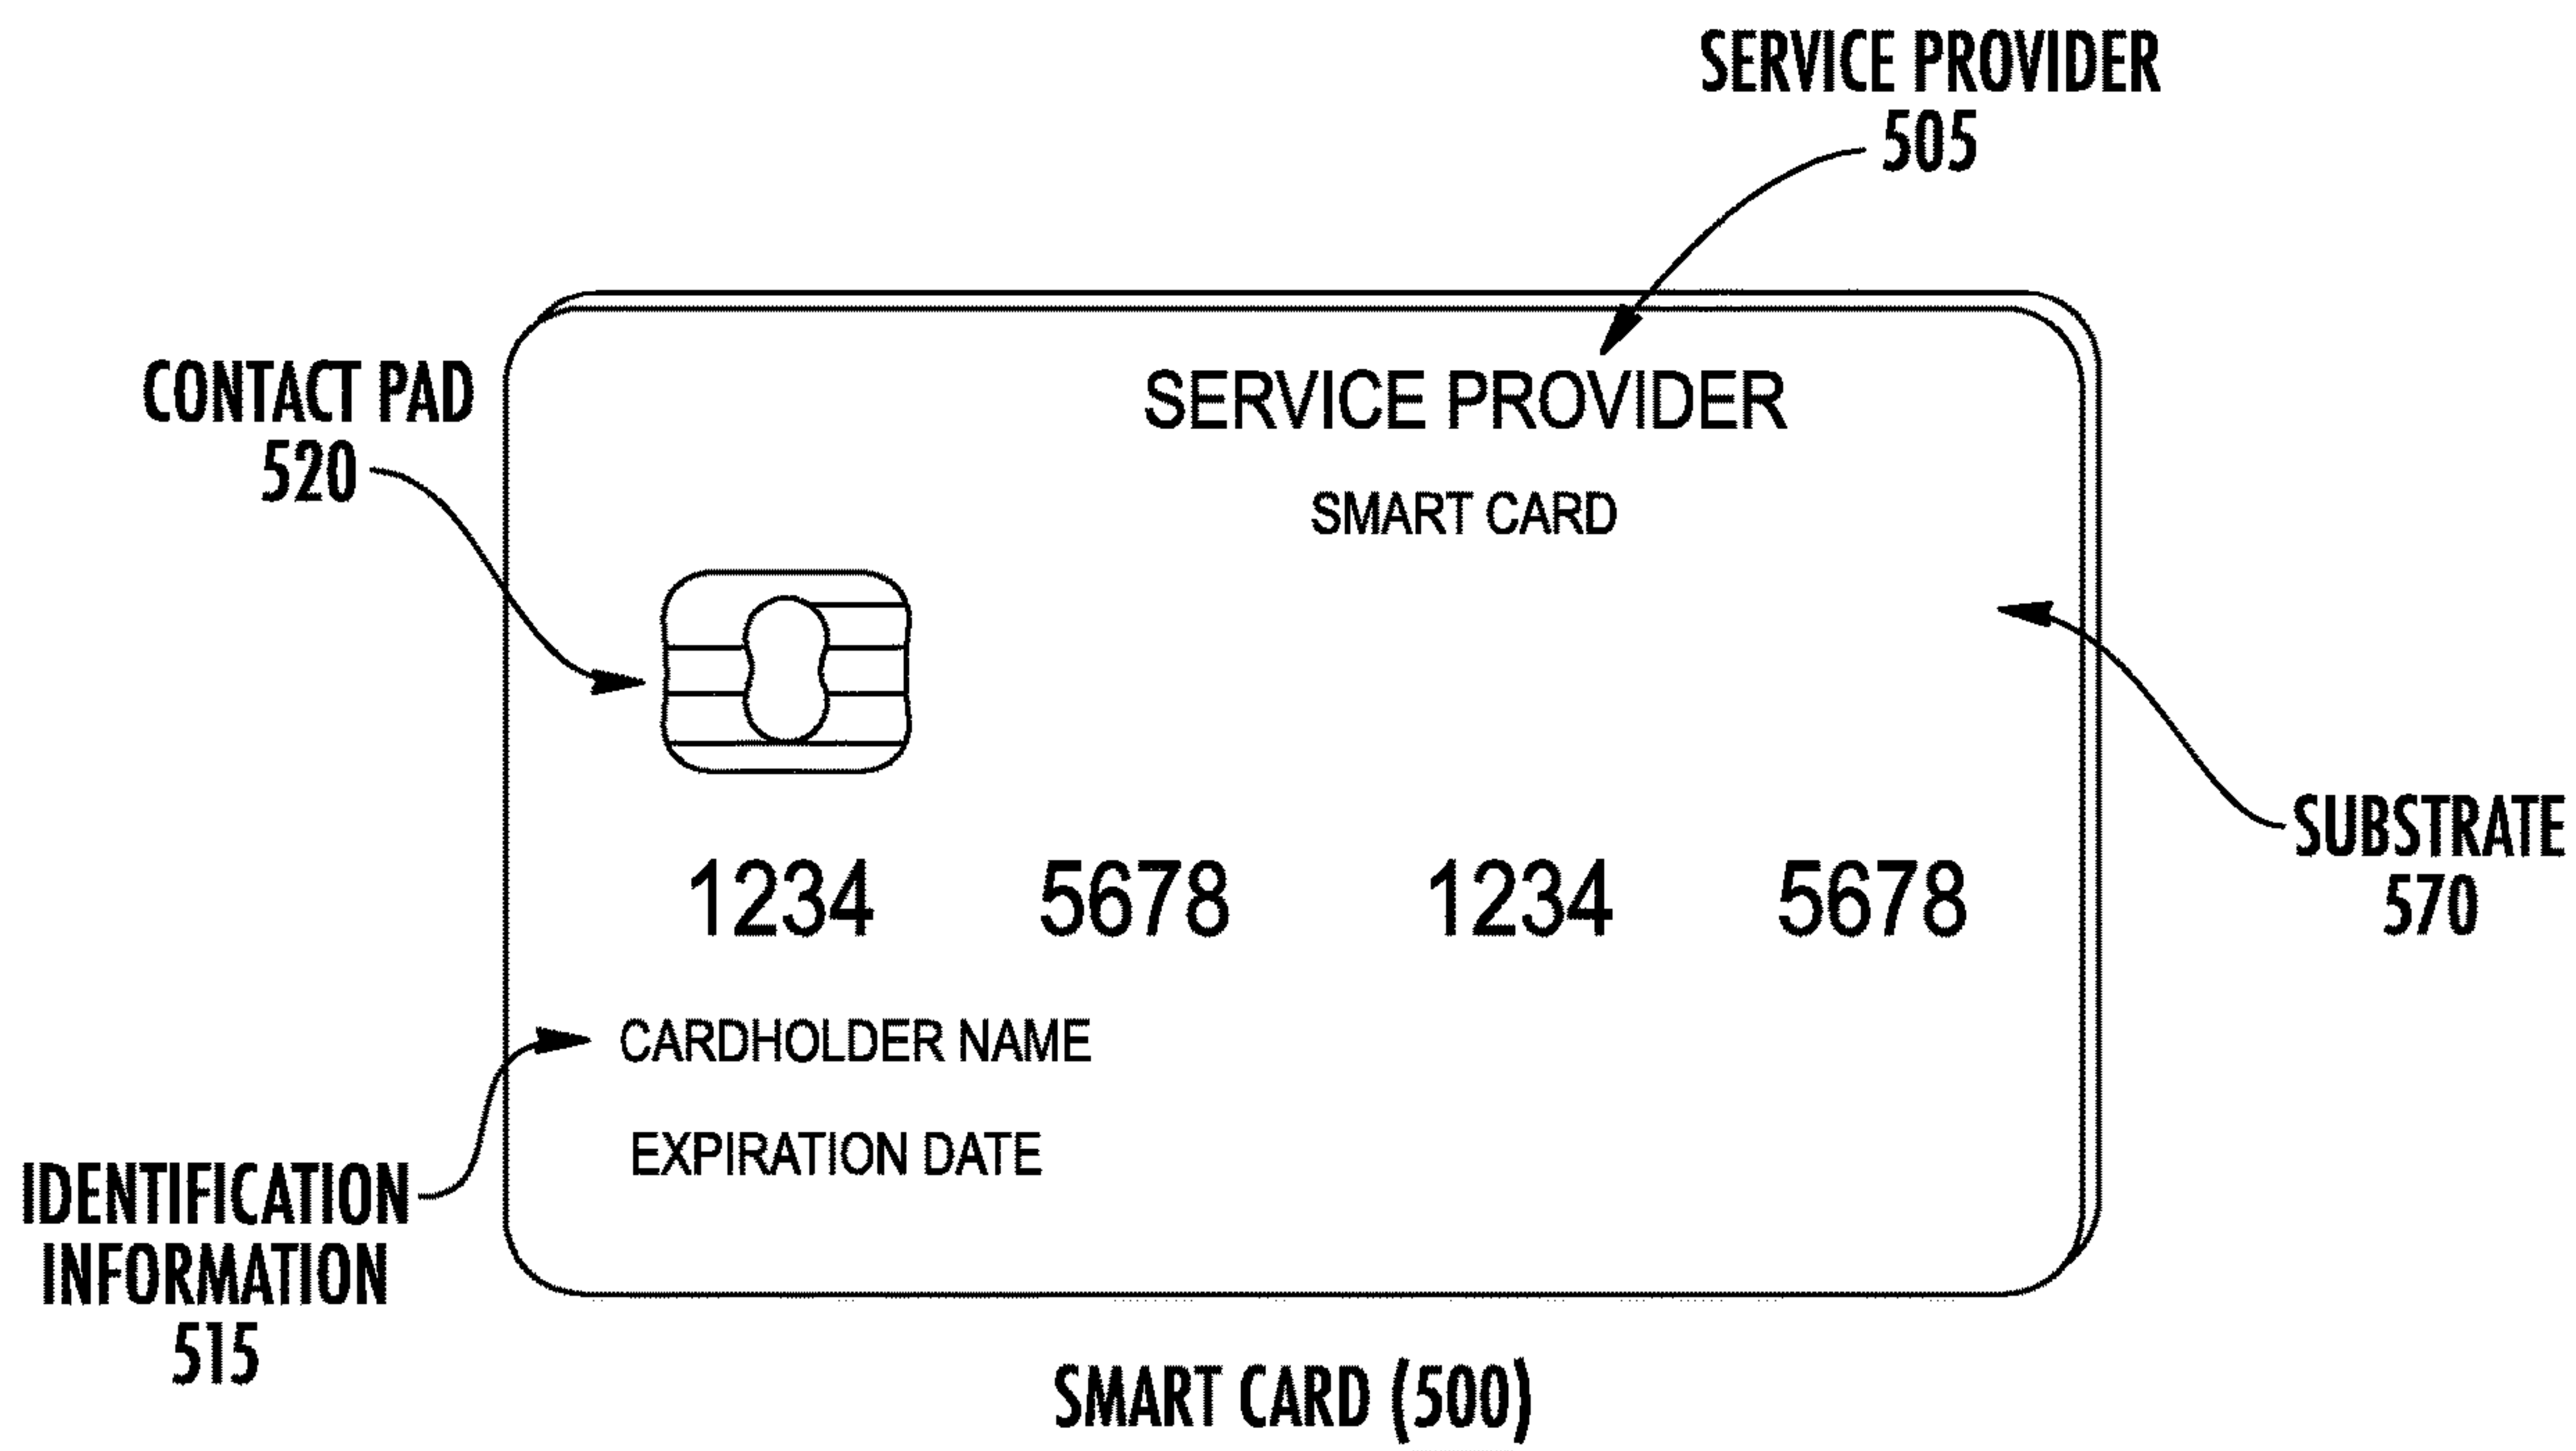 SERVICE PROVIDER
505
CONTACT PAD
520
SERVICE PROVIDER
SMART CARD
SUBSTRATE
570
1234 5678 1234 5678
CARDHOLDER NAME
EXPIRATION DATE
IDENTIFICATION
INFORMATION
515
SMART CARD (500)